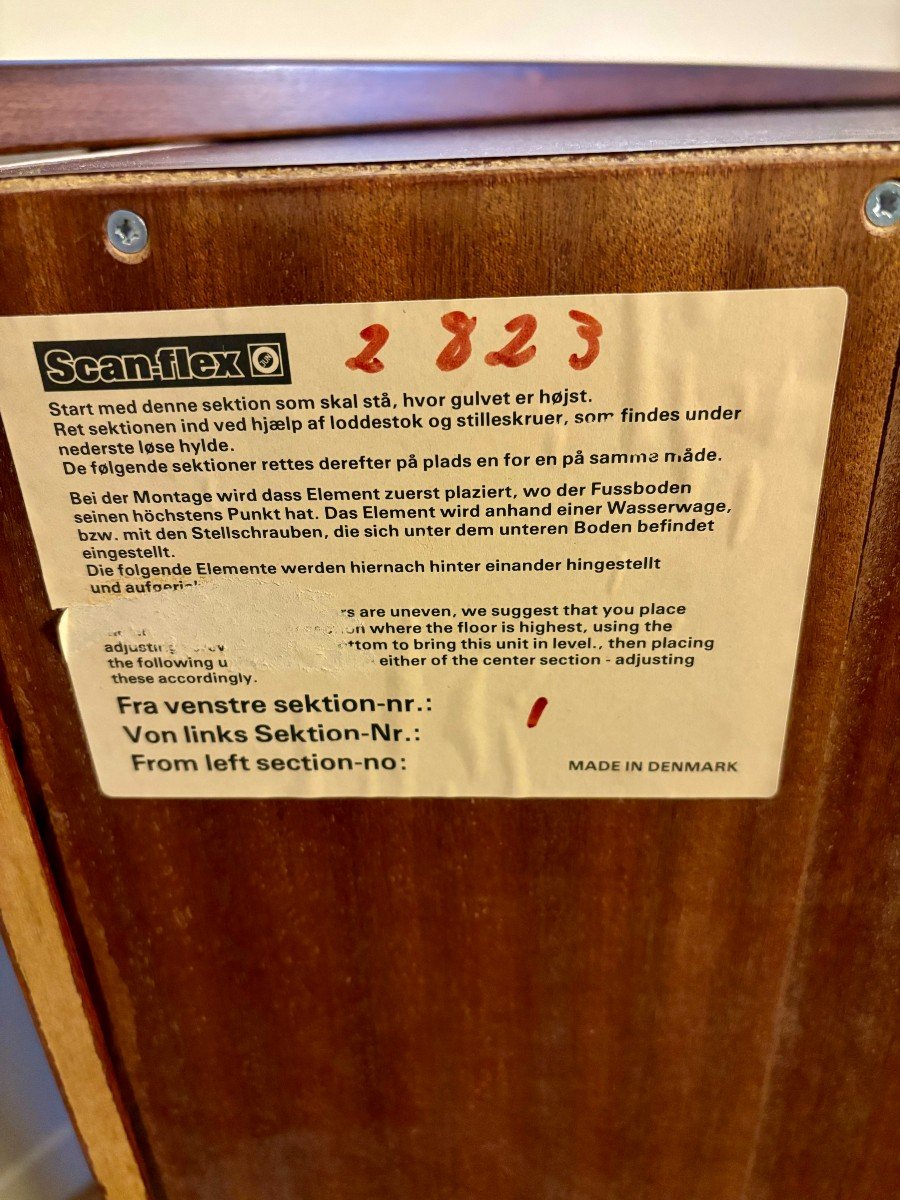 Scan-flex
2 823
Start med denne sektion som skal stå, hvor gulvet er højst.
Ret sektionen ind ved hjælp af loddestok og stilleskruer, som findes under
nederste løse hylde.
De følgende sektioner rettes derefter på plads en for en på samme måde.
Bei der Montage wird dass Element zuerst plaziert, wo der Fussboden
seinen höchstens Punkt hat. Das Element wird anhand einer Wasserwage,
bzw. mit den Stellschrauben, die sich unter dem unteren Boden befindet
eingestellt.
Die folgende Elemente werden hiernach hinter einander hingestellt
und
are uneven, we suggest that you place
where the floor is highest, using the
to bring this unit in level., then placing
the following either of the center section - adjusting
these accordingly.
Fra venstre sektion-nr.:
Von links Sektion-Nr.:
From left section-no:
1
MADE IN DENMARK